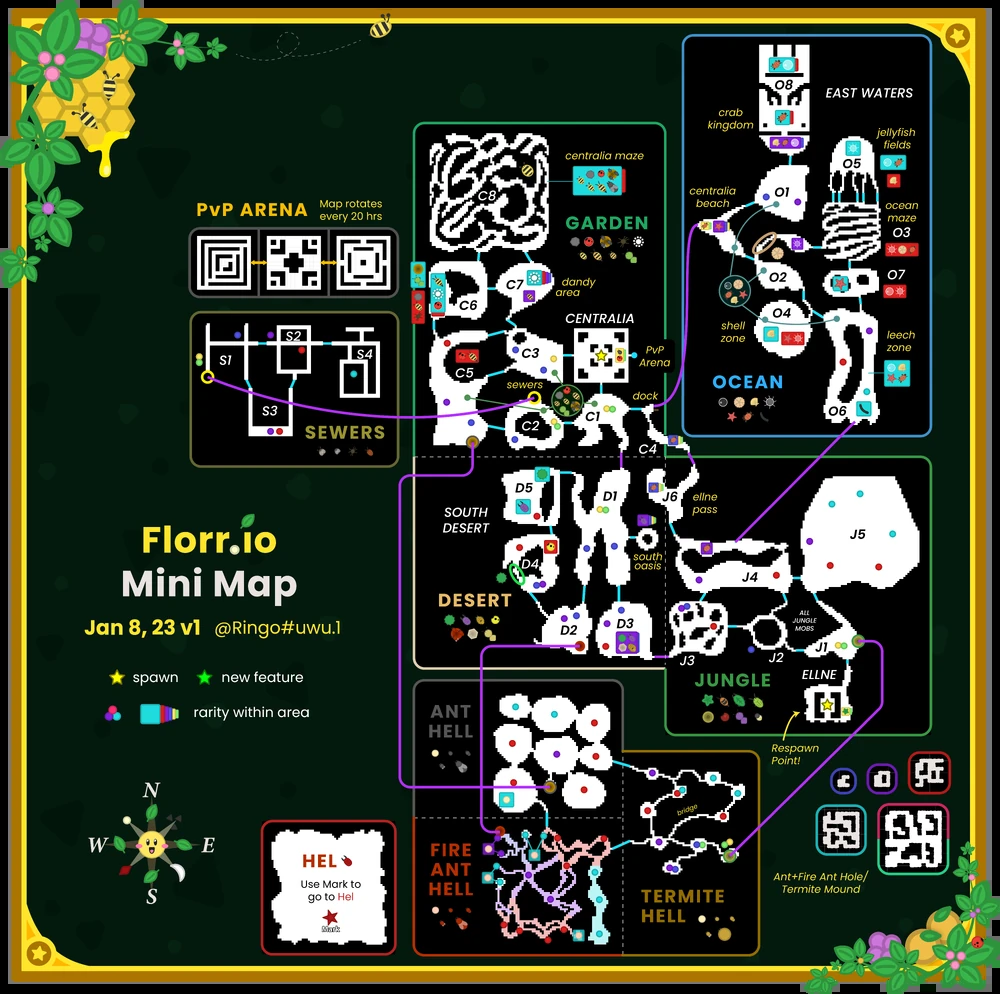 PvP ARENA
Map rotates
every 20 hrs
S1
S2
S4
S3
SEWERS
C8
centralia maze
GARDEN
C6
C7
dandy
area
CENTRALIA
C5
C3
PvP
Arena
sewers
C2
C1
dock
C4
O8
EAST WATERS
crab
kingdom
jellyfish
fields
O5
centralia
beach
O1
ocean
maze
O3
O2
O7
O4
shell
zone
leech
zone
OCEAN
O6
D5
D1
SOUTH
DESERT
J6
ellne
pass
south
oasis
D4
DESERT
D2
D3
J5
J4
ALL
JUNGLE
MOBS
J3
J2
J1
JUNGLE
ELLNE
Respawn
Point!
Florr.io
Mini Map
Jan 8, 23 v1 @Ringo#uwu.1
spawn
new feature
rarity within area
N
W
E
S
HEL
Use Mark to
go to Hel
Mark
ANT
HELL
FIRE
ANT
HELL
bridge
TERMITE
HELL
Ant+Fire Ant Hole/
Termite Mound